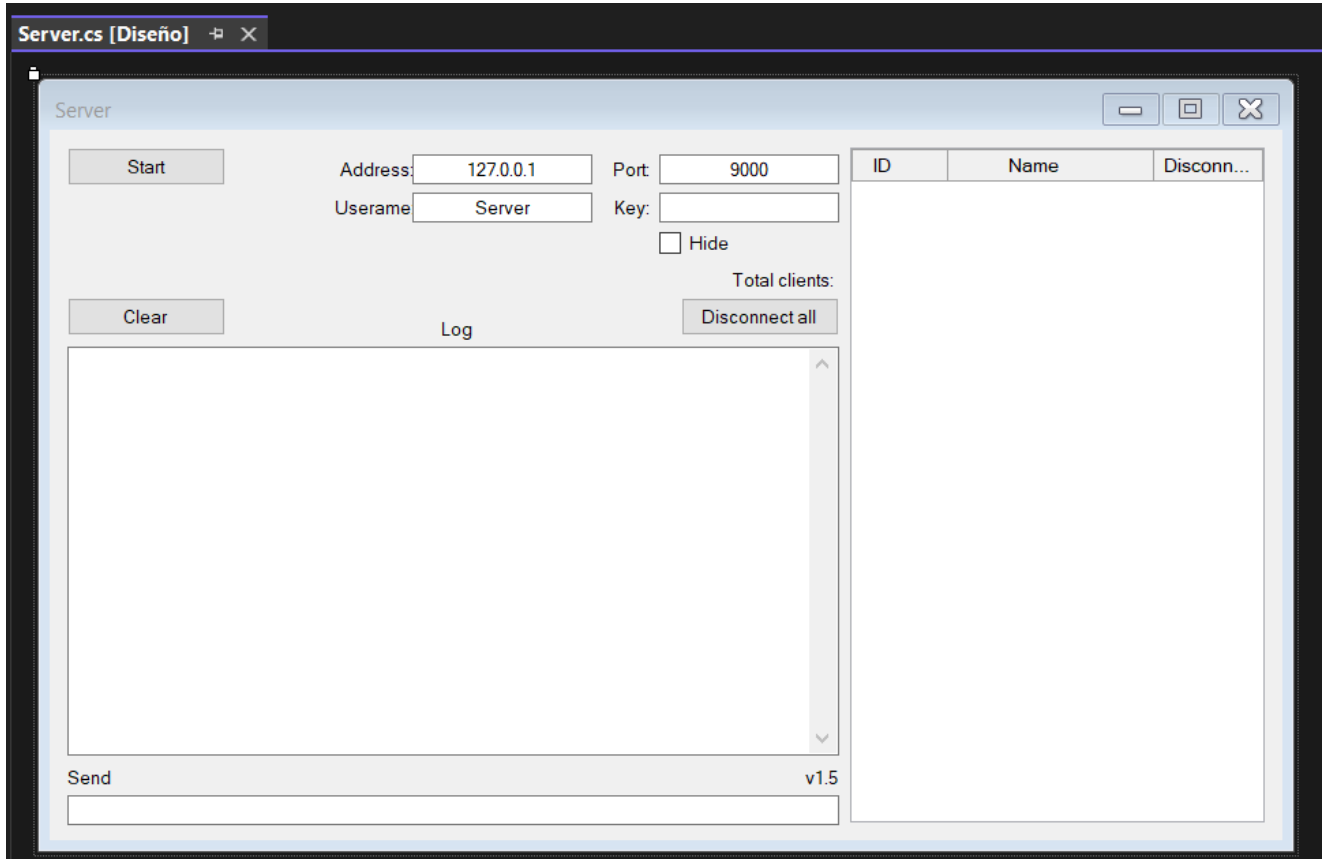 Server.cs [Diseño]
Server
Start
Address: 127.0.0.1 Port: 9000
Userame Server Key:
Hide
Total clients:
Clear
Log
Disconnect all
ID Name Disconn...
Send
v1.5